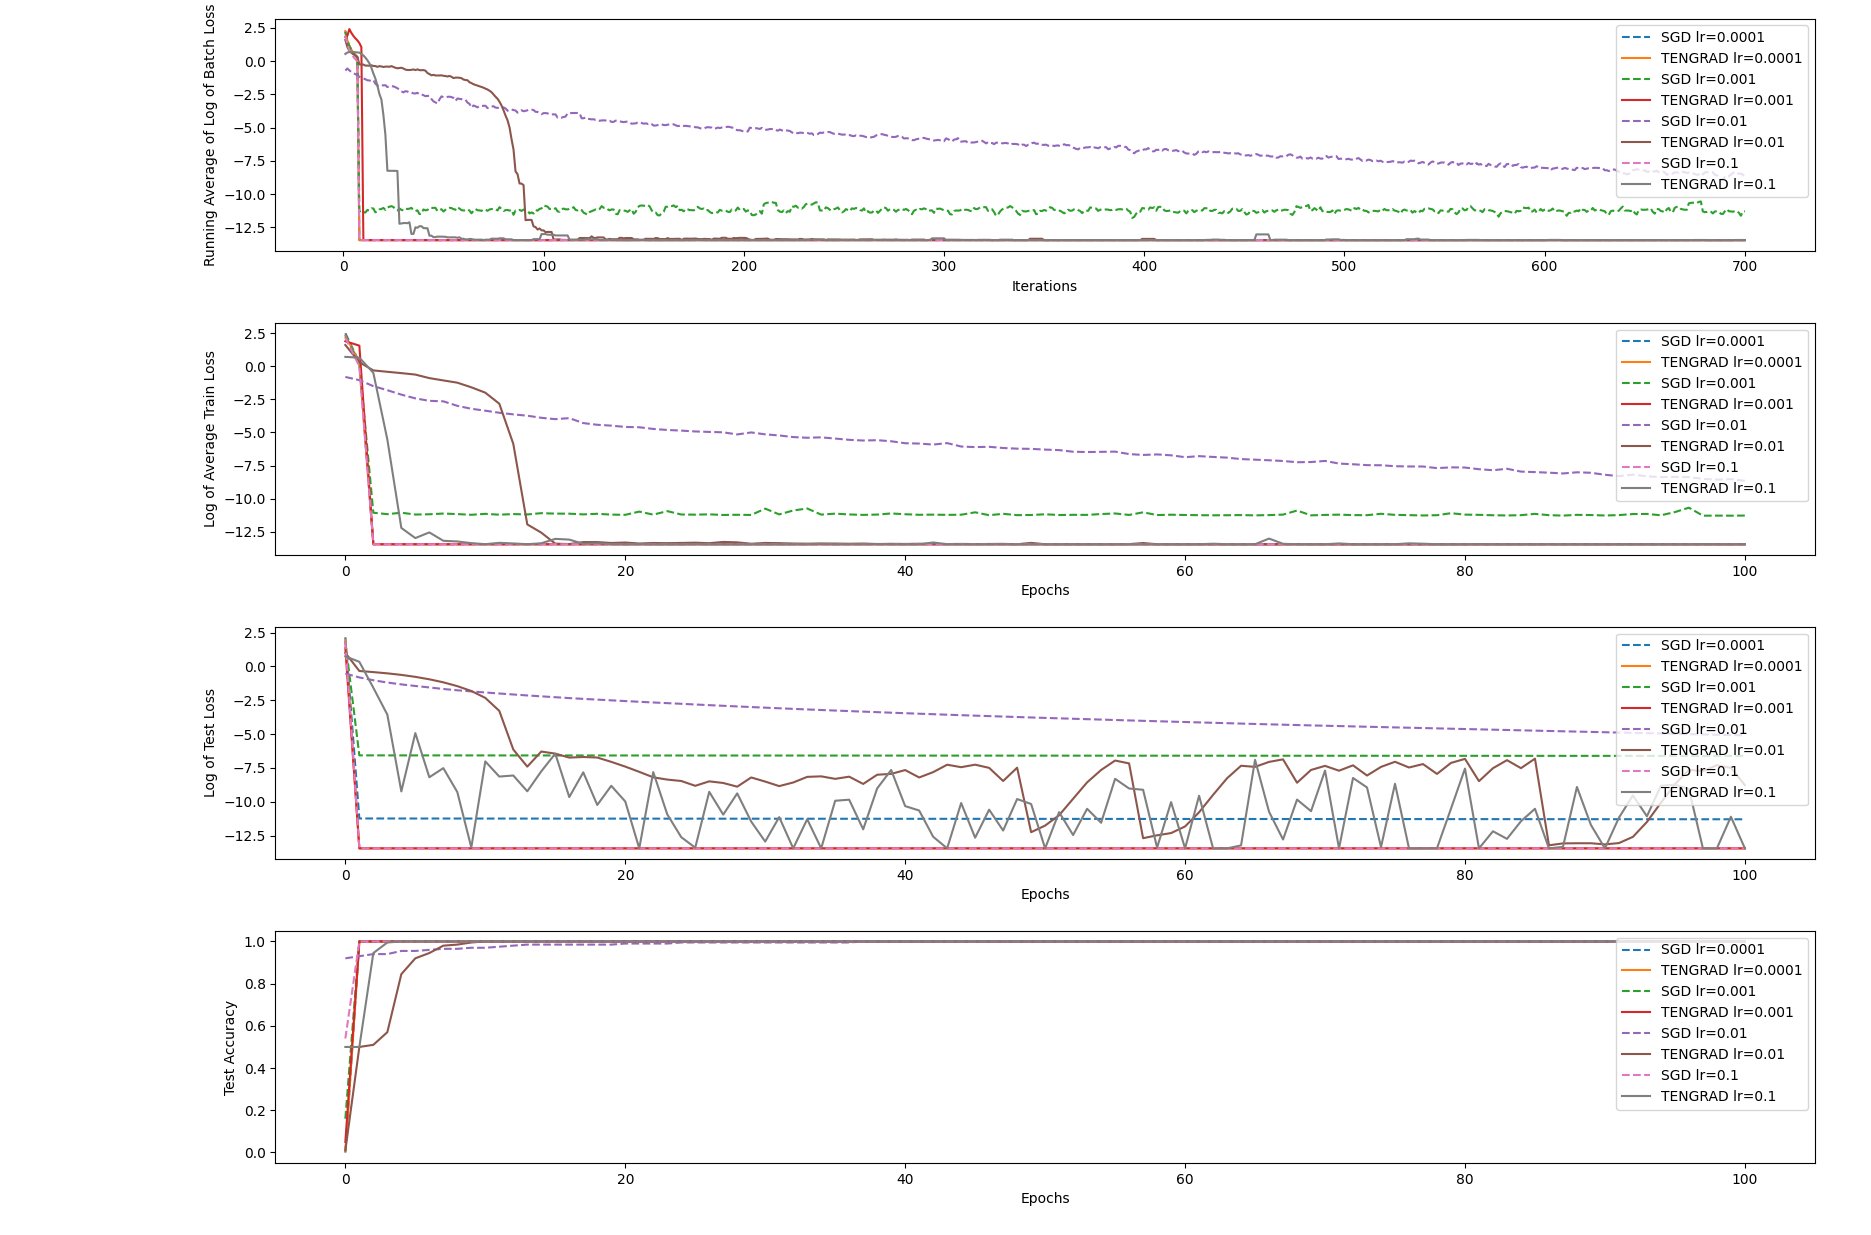 Running Average of Log of Batch Loss
2.5
0.0
−2.5
−5.0
−7.5
−10.0
−12.5
0 100 200 300 400 500 600 700
Iterations
SGD lr=0.0001
TENGRAD lr=0.0001
SGD lr=0.001
TENGRAD lr=0.001
SGD lr=0.01
TENGRAD lr=0.01
SGD lr=0.1
TENGRAD lr=0.1
Log of Average Train Loss
2.5
0.0
−2.5
−5.0
−7.5
−10.0
−12.5
0 20 40 60 80 100
Epochs
SGD lr=0.0001
TENGRAD lr=0.0001
SGD lr=0.001
TENGRAD lr=0.001
SGD lr=0.01
TENGRAD lr=0.01
SGD lr=0.1
TENGRAD lr=0.1
Log of Test Loss
2.5
0.0
−2.5
−5.0
−7.5
−10.0
−12.5
0 20 40 60 80 100
Epochs
SGD lr=0.0001
TENGRAD lr=0.0001
SGD lr=0.001
TENGRAD lr=0.001
SGD lr=0.01
TENGRAD lr=0.01
SGD lr=0.1
TENGRAD lr=0.1
Test Accuracy
1.0
0.8
0.6
0.4
0.2
0.0
0 20 40 60 80 100
Epochs
SGD lr=0.0001
TENGRAD lr=0.0001
SGD lr=0.001
TENGRAD lr=0.001
SGD lr=0.01
TENGRAD lr=0.01
SGD lr=0.1
TENGRAD lr=0.1